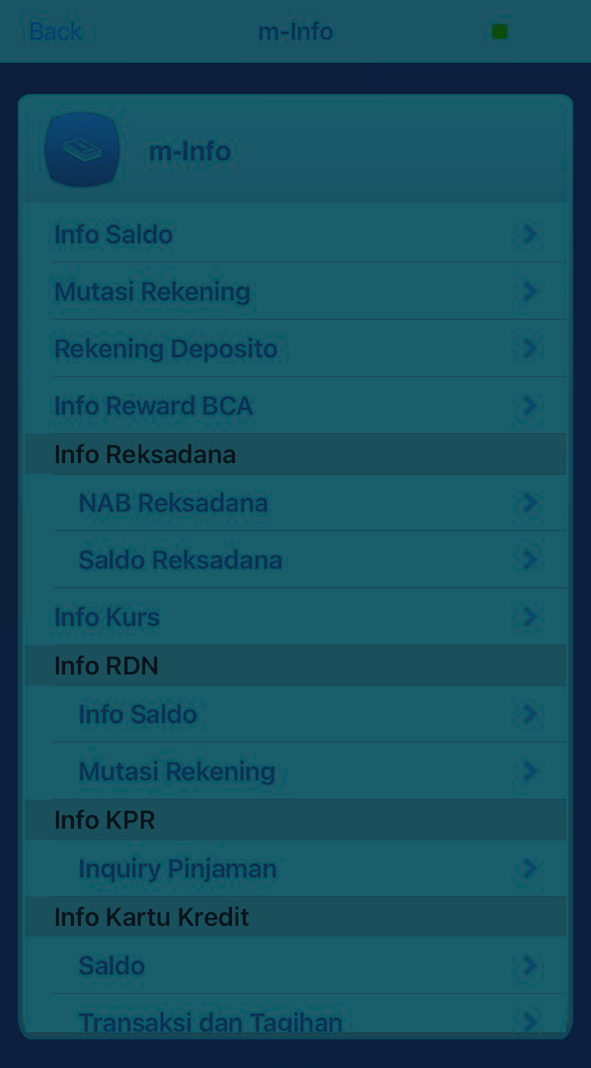 Back
m-Info
m-Info
Info Saldo
Mutasi Rekening
Rekening Deposito
Info Reward BCA
Info Reksadana
NAB Reksadana
Saldo Reksadana
Info Kurs
Info RDN
Info Saldo
Mutasi Rekening
Info KPR
Inquiry Pinjaman
Info Kartu Kredit
Saldo
Transaksi dan Tagihan